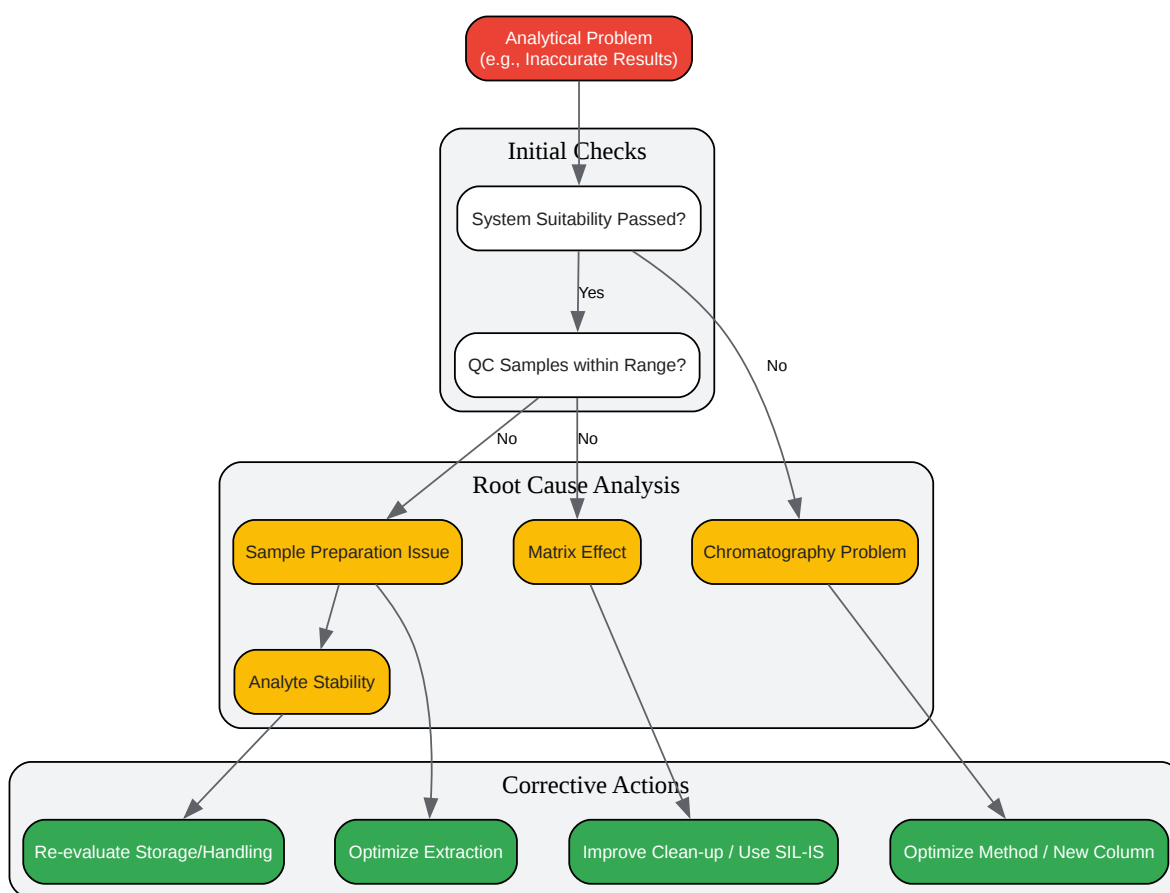 Analytical Problem
(e.g., Inaccurate Results)
Initial Checks
System Suitability Passed?
Yes
QC Samples within Range?
No
No
No
Root Cause Analysis
Sample Preparation Issue
Matrix Effect
Chromatography Problem
Analyte Stability
Corrective Actions
Re-evaluate Storage/Handling
Optimize Extraction
Improve Clean-up / Use SIL-IS
Optimize Method / New Column